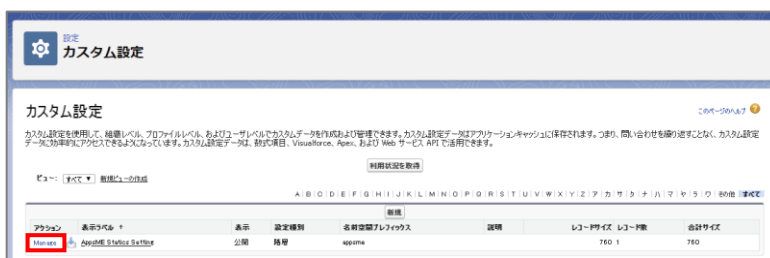 設定
カスタム設定
カスタム設定
このページのヘルプ
カスタム設定を使用して、組織レベル、プロファイルレベル、およびユーザレベルでカスタムデータを作成および管理できます。カスタム設定データはアプリケーションキャッシュに保存されます。つまり、問い合わせを繰り返すことなく、カスタム設定
データに効率的にアクセスできるようになっています。カスタム設定データは、数式項目、Visualforce、Apex、および Web サービス API で活用できます。
利用状況を取得
ビュー: すべて 新規ビューの作成
A B C D E F G H I J K L M N O P Q R S T U V W X Y Z ア カ サ タ ナ ハ マ ヤ ラ ワ その他 すべて
新規
アクション 表示ラベル ↑ 表示 設定種別 名前空間プレフィックス 説明 レコードサイズ レコード数 合計サイズ
Manage AppsME Statics Setting 公開 階層 appsme 760 1 760